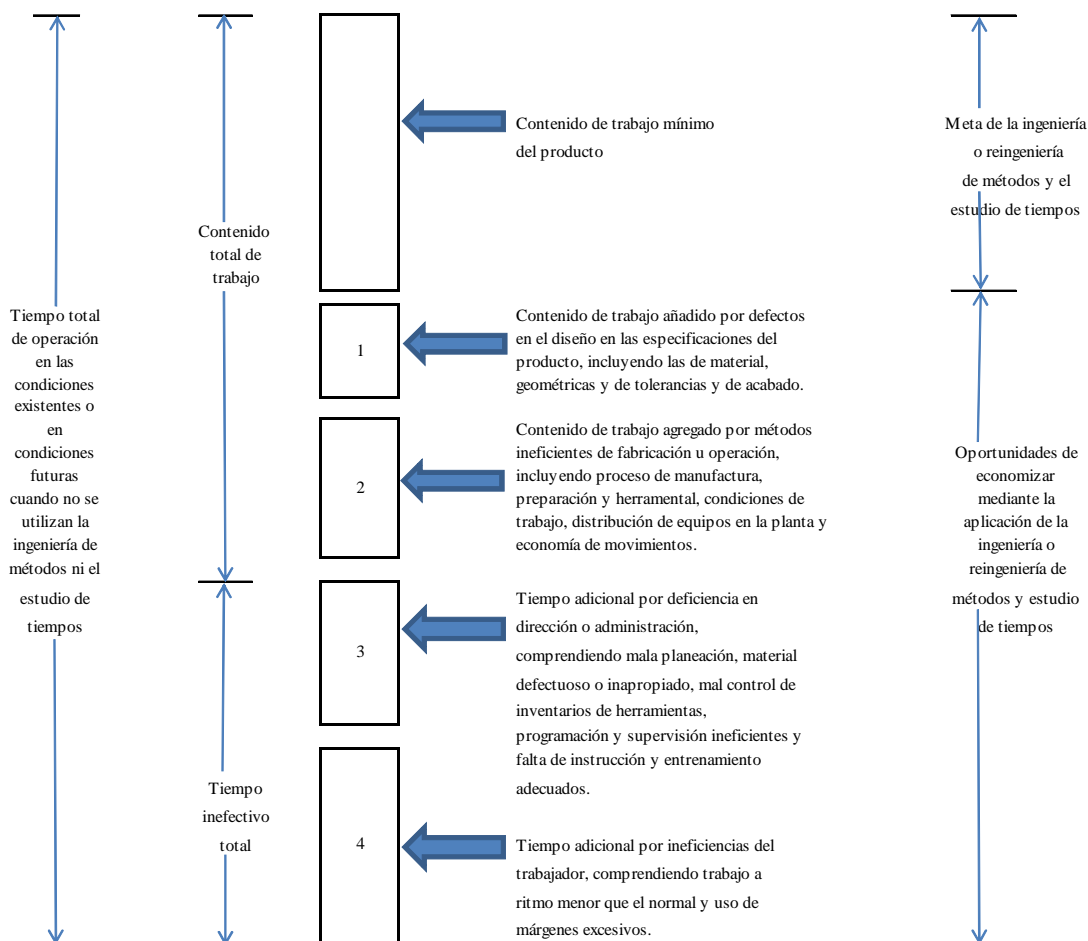 Contenido de trabajo mínimo
del producto
Meta de la ingeniería
o reingeniería
de métodos y el
estudio de tiempos
Contenido
total de
trabajo
Tiempo total
de operación
en las
condiciones
existentes o
en
condiciones
futuras
cuando no se
utilizan la
ingeniería de
métodos ni el
estudio de
tiempos
1
Contenido de trabajo añadido por defectos
en el diseño en las especificaciones del
producto, incluyendo las de material,
geométricas y de tolerancias y de acabado.
2
Contenido de trabajo agregado por métodos
ineficientes de fabricación u operación,
incluyendo proceso de manufactura,
preparación y herramental, condiciones de
trabajo, distribución de equipos en la planta y
economía de movimientos.
Oportunidades de
economizar
mediante la
aplicación de la
ingeniería o
reingeniería de
métodos y estudio
de tiempos
3
Tiempo adicional por deficiencia en
dirección o administración,
comprendiendo mala planeación, material
defectuoso o inapropiado, mal control de
inventarios de herramientas,
programación y supervisión ineficientes y
falta de instrucción y entrenamiento
adecuados.
Tiempo
inefectivo
total
4
Tiempo adicional por ineficiencias del
trabajador, comprendiendo trabajo a
ritmo menor que el normal y uso de
márgenes excesivos.